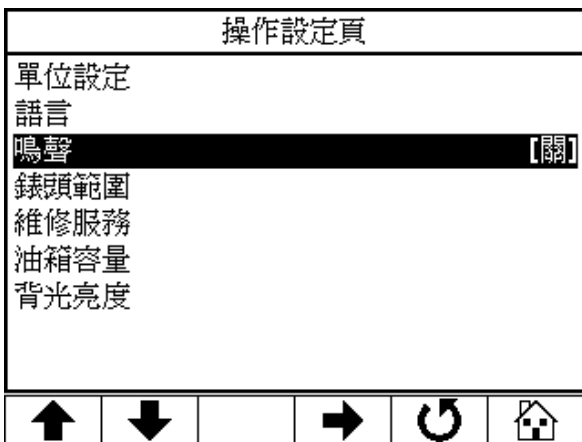 操作設定頁
單位設定
語言
鳴聲 [關]
錶頭範圍
維修服務
油箱容量
背光亮度